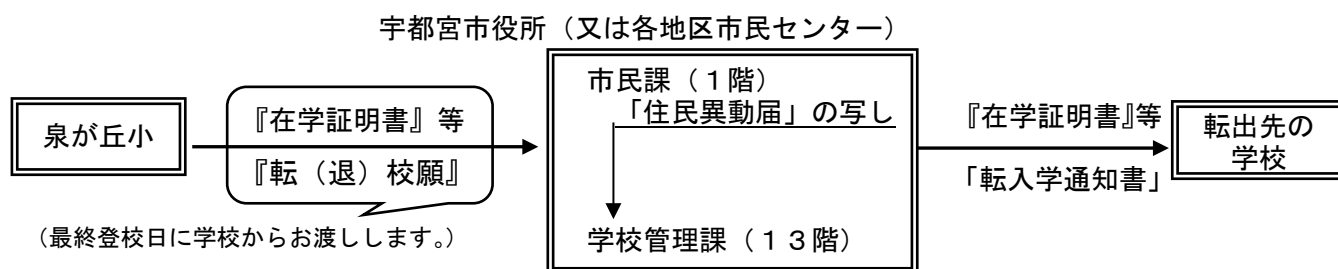 宇都宮市役所（又は各地区市民センター）
泉が丘小
『在学証明書』等
『転（退）校願』
（最終登校日に学校からお渡しします。）
市民課（１階）
「住民異動届」の写し
学校管理課（１３階）
『在学証明書』等
「転入学通知書」
転出先の
学校